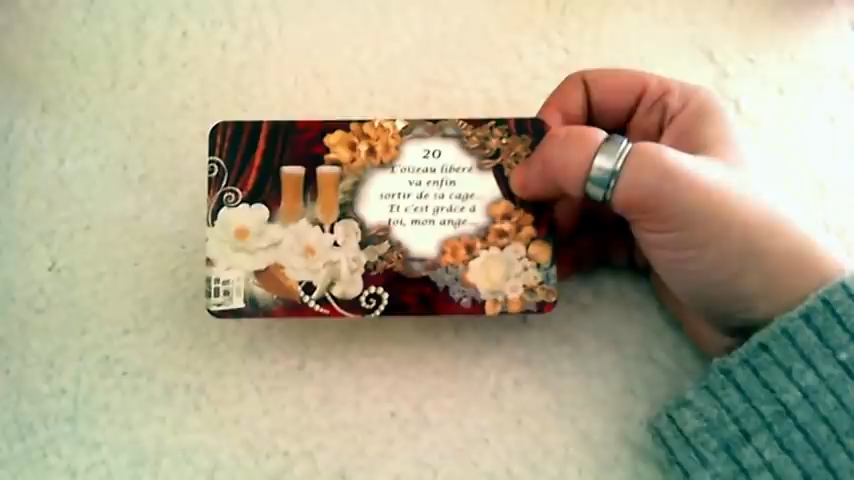 20
L'oiseau libéré
va enfin
sortir de sa cage...
Et c'est grâce à
toi, mon ange...